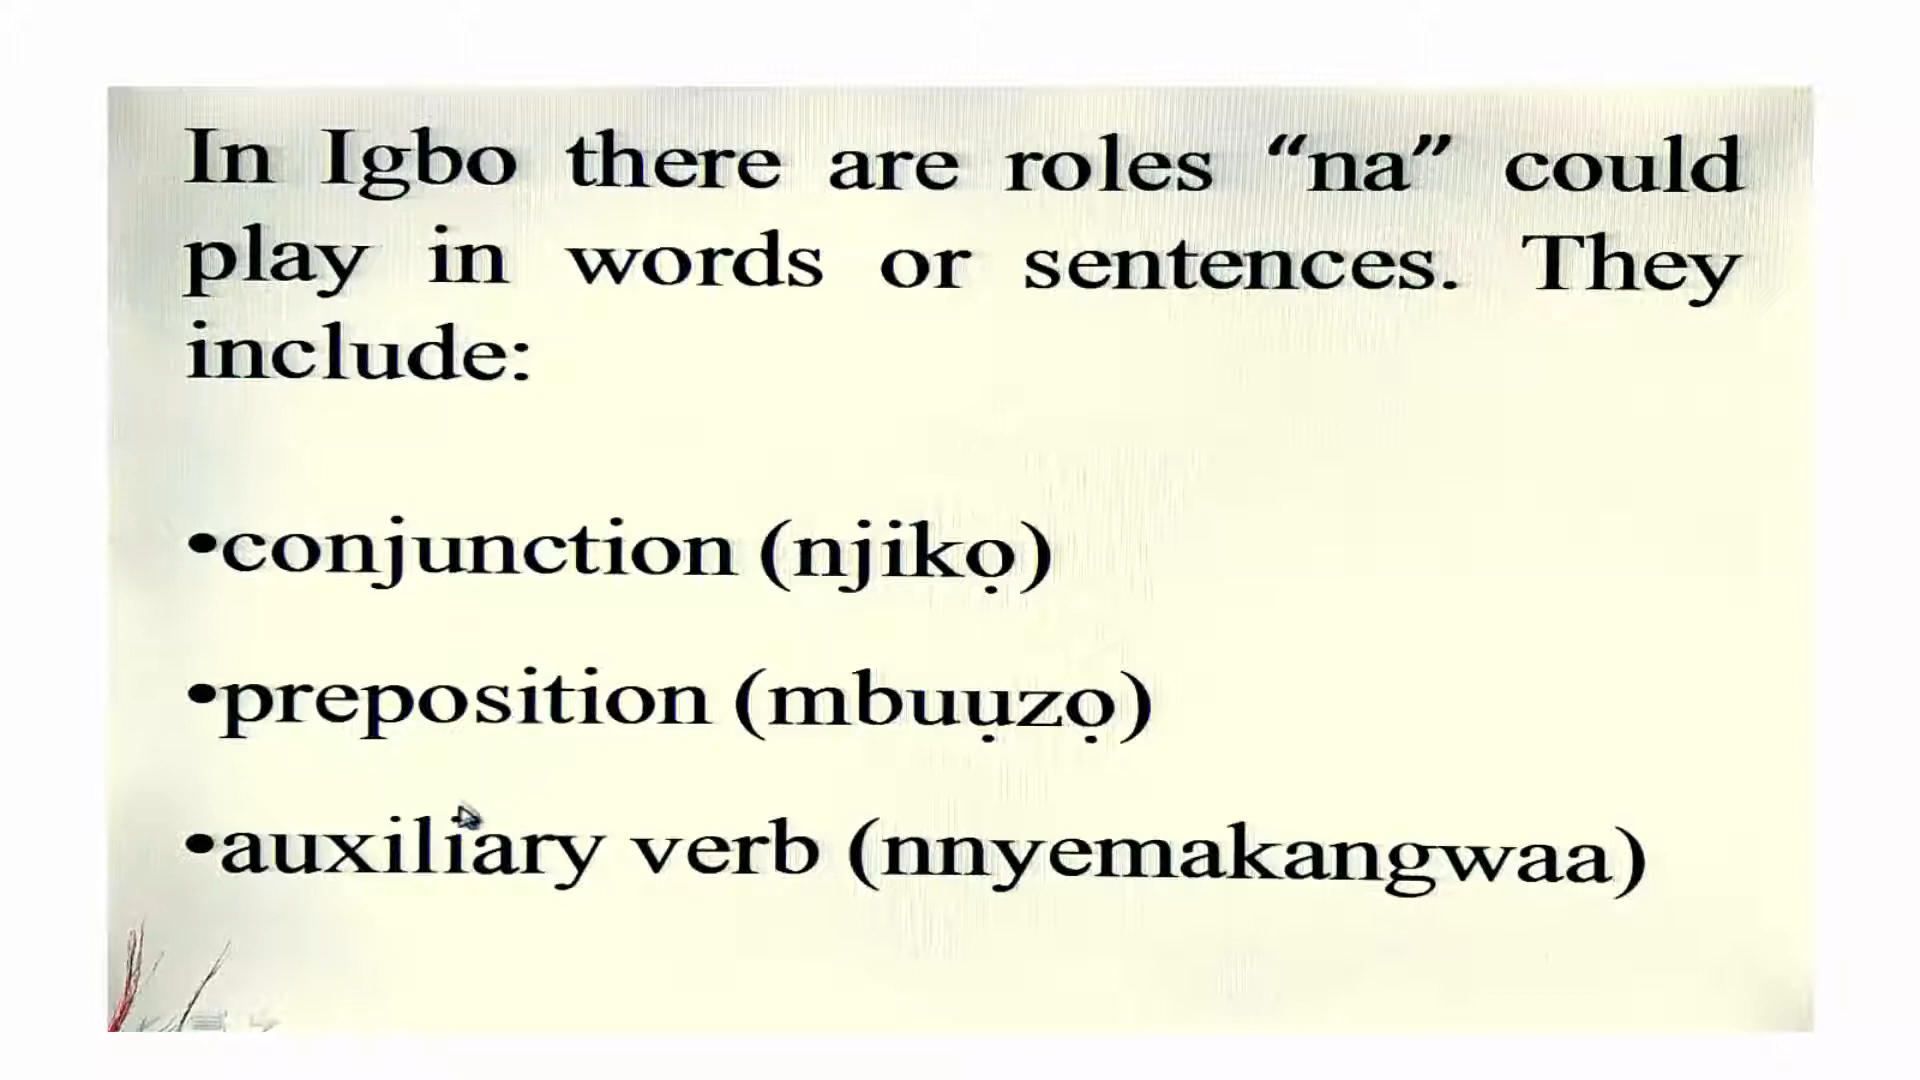 In Igbo there are roles “na” could
play in words or sentences. They
include:
•conjunction (njikọ)
•preposition (mbuụzọ)
•auxiliary verb (nnyemakangwaa)